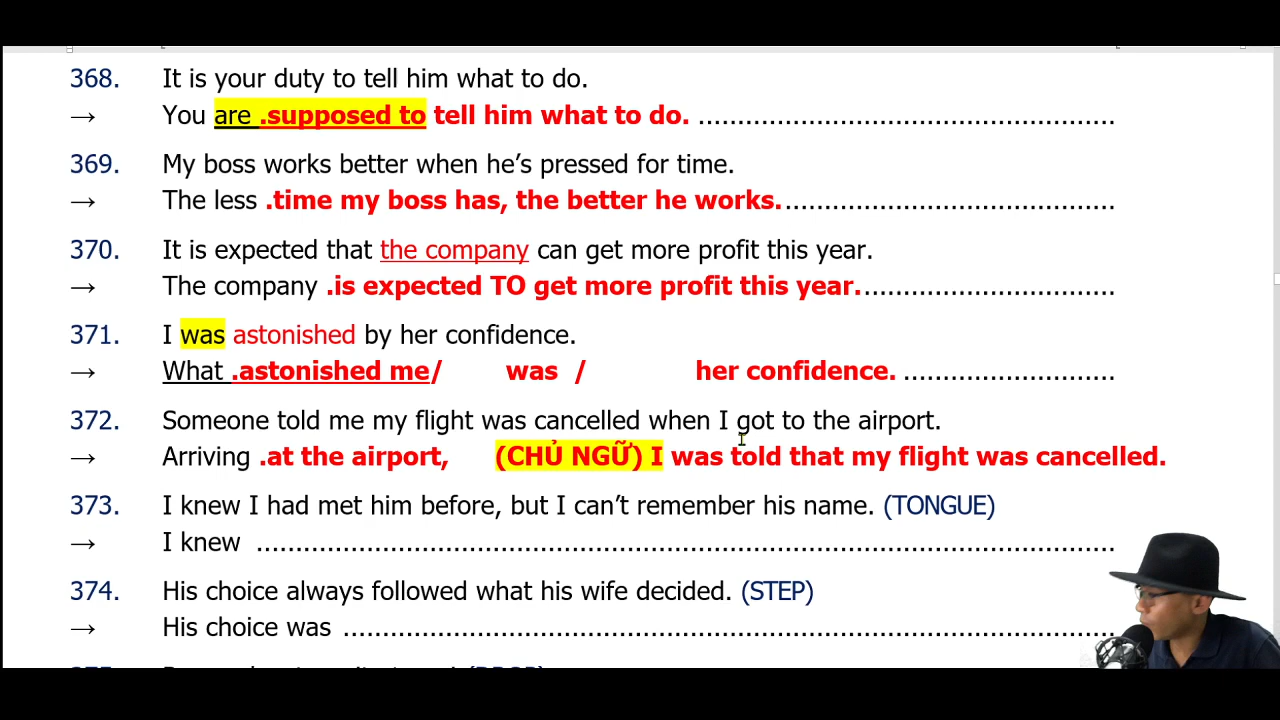 368. It is your duty to tell him what to do.
→ You are .supposed to tell him what to do. ....................................................
369. My boss works better when he’s pressed for time.
→ The less .time my boss has, the better he works...........................................
370. It is expected that the company can get more profit this year.
→ The company .is expected TO get more profit this year.................................
371. I was astonished by her confidence.
→ What .astonished me/ was / her confidence. ...........................
372. Someone told me my flight was cancelled when I got to the airport.
→ Arriving .at the airport, (CHỦ NGỮ) I was told that my flight was cancelled.
373. I knew I had met him before, but I can’t remember his name. (TONGUE)
→ I knew ............................................................................................................
374. His choice always followed what his wife decided. (STEP)
→ His choice was .................................................................................................